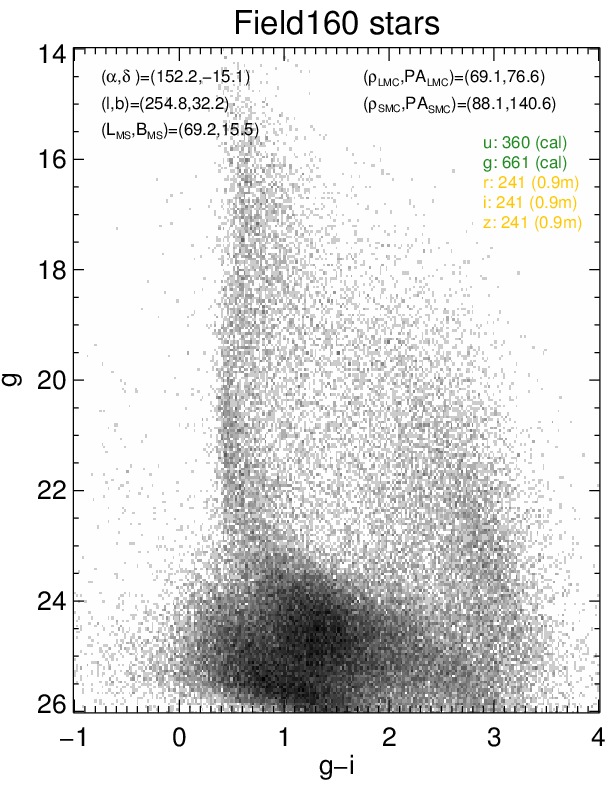 Field160 stars
(α,δ )=(152.2,−15.1)
(ρLMC,PALMC)=(69.1,76.6)
(l,b)=(254.8,32.2)
(ρSMC,PASMC)=(88.1,140.6)
(LMS,BMS)=(69.2,15.5)
u: 360 (cal)
g: 661 (cal)
r: 241 (0.9m)
i: 241 (0.9m)
z: 241 (0.9m)
14
16
18
20
22
24
26
g
−1 0 1 2 3 4
g−i